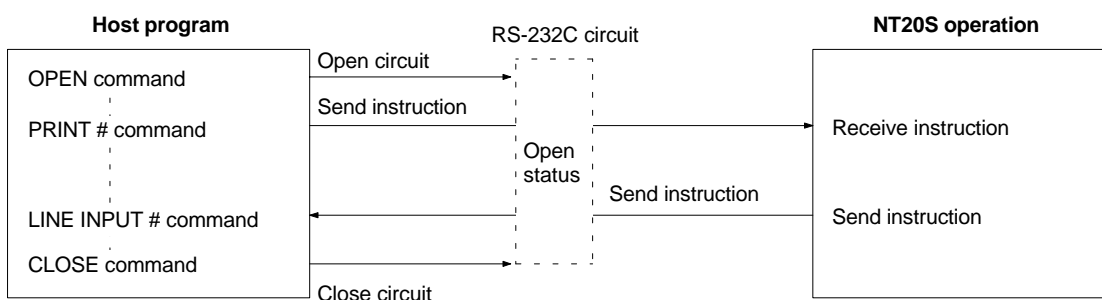 Host program
RS-232C circuit
NT20S operation
OPEN command
Open circuit
Send instruction
PRINT # command
Receive instruction
Open
status
Send instruction
LINE INPUT # command
Send instruction
CLOSE command
Close circuit